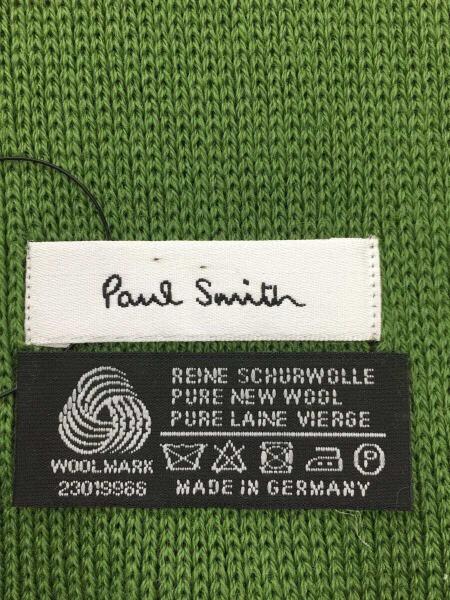 Paul Smith
REINE SCHURWOLLE
PURE NEW WOOL
PURE LAINE VIERGE
WOOLMARK
23019966
P
MADE IN GERMANY